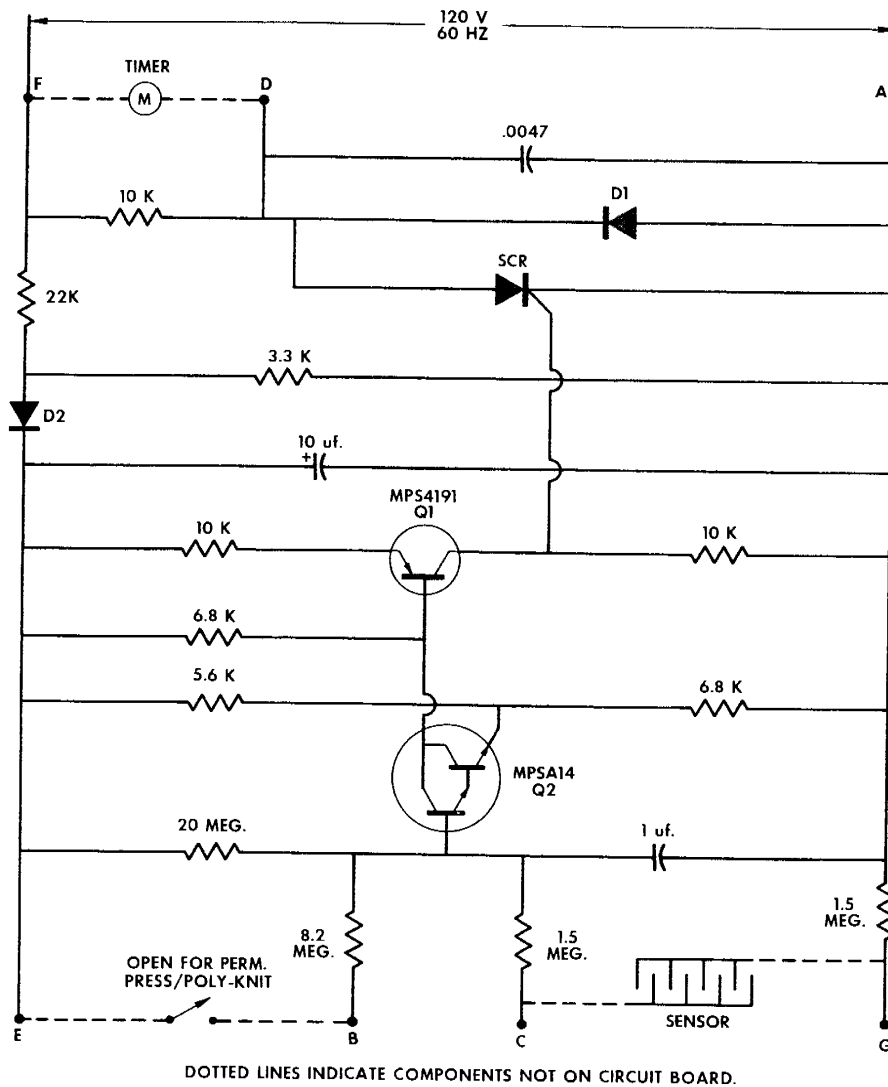 120 V
60 HZ
TIMER
F
M
D
A
.0047
10 K
D1
SCR
22K
3.3 K
D2
10 uf.
+
MPS4191
Q1
10 K
10 K
6.8 K
5.6 K
6.8 K
MPSA14
Q2
20 MEG.
1 uf.
8.2
MEG.
1.5
MEG.
1.5
MEG.
OPEN FOR PERM.
PRESS/POLY-KNIT
SENSOR
E
B
C
G
DOTTED LINES INDICATE COMPONENTS NOT ON CIRCUIT BOARD.